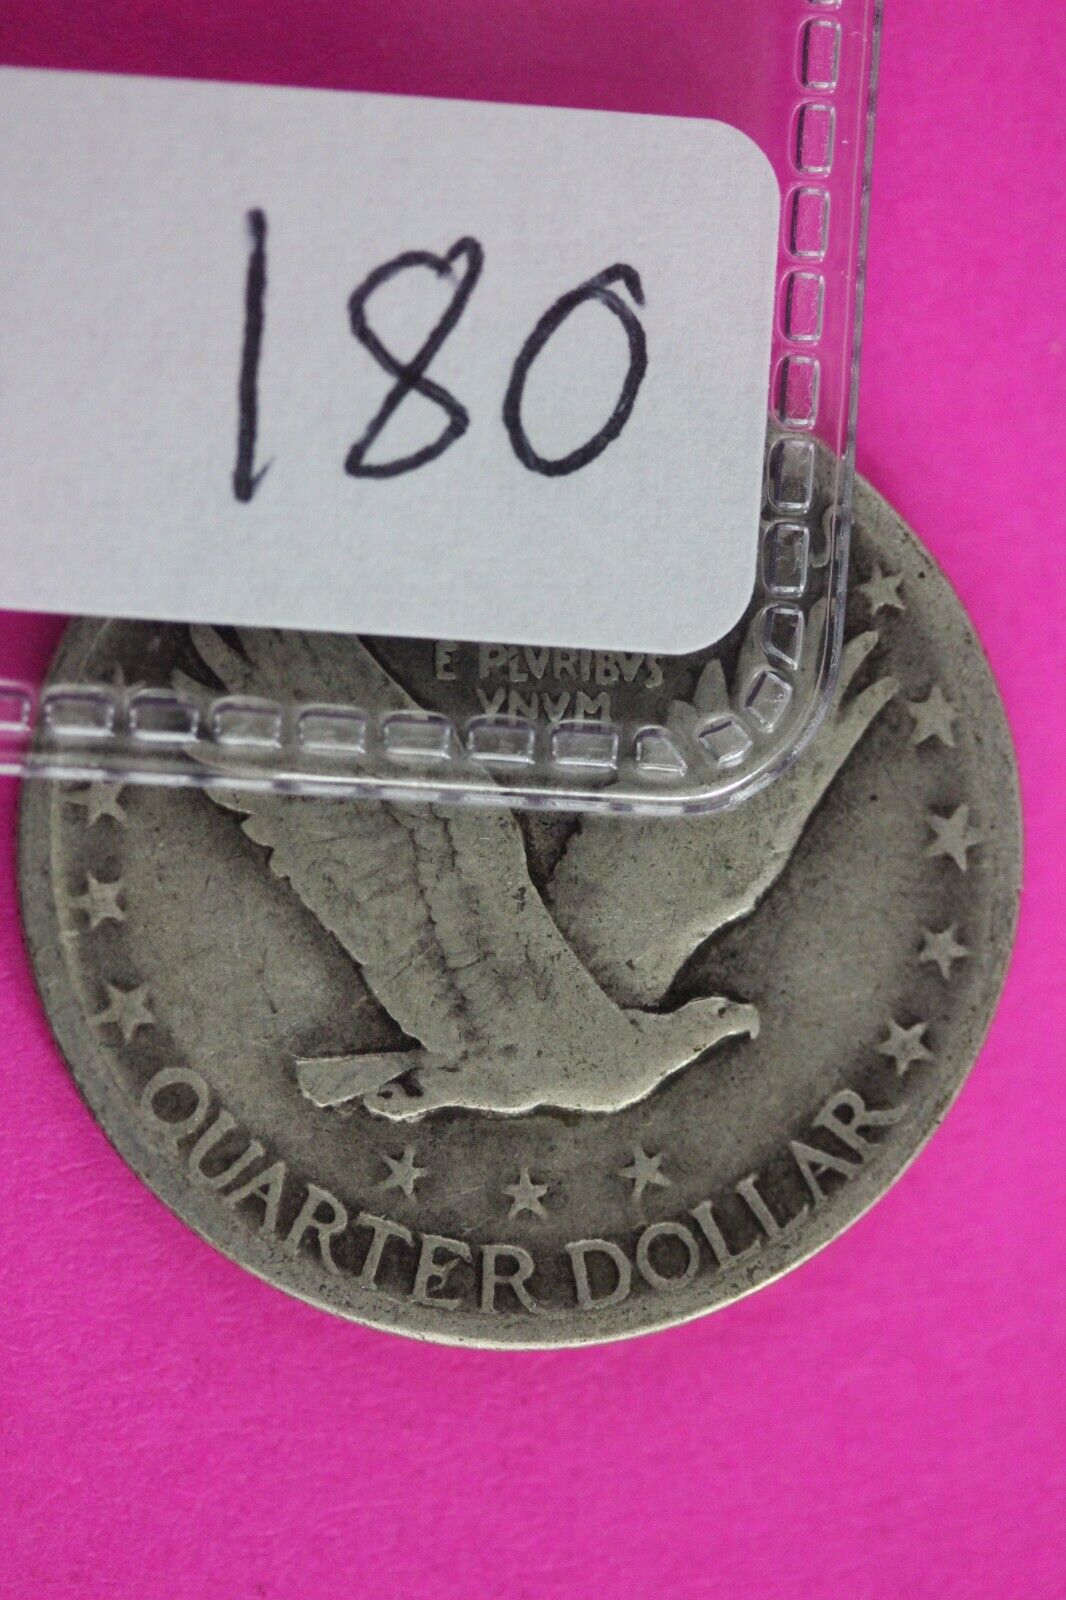 180
E PLVRIBVS
VNVM
QUARTER DOLLAR